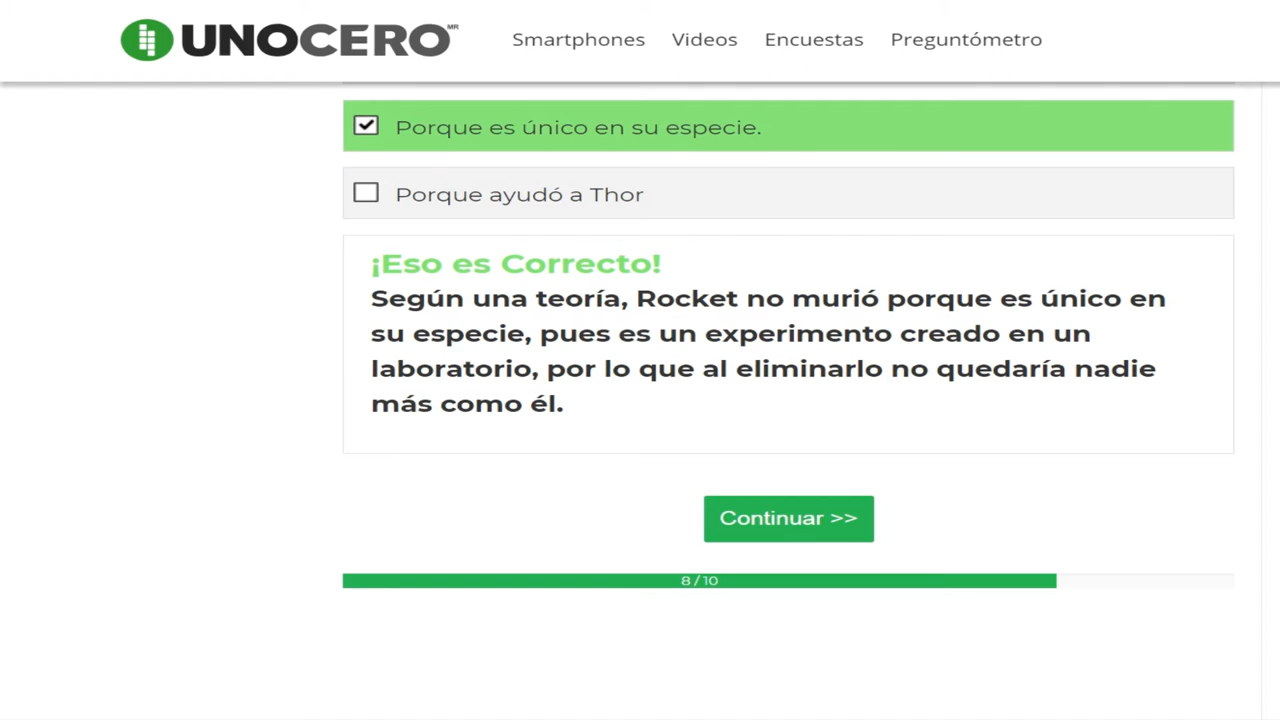 UNOCERO MR
Smartphones Videos Encuestas Preguntómetro
Porque es único en su especie.
Porque ayudó a Thor
¡Eso es Correcto!
Según una teoría, Rocket no murió porque es único en
su especie, pues es un experimento creado en un
laboratorio, por lo que al eliminarlo no quedaría nadie
más como él.
Continuar >>
8 / 10